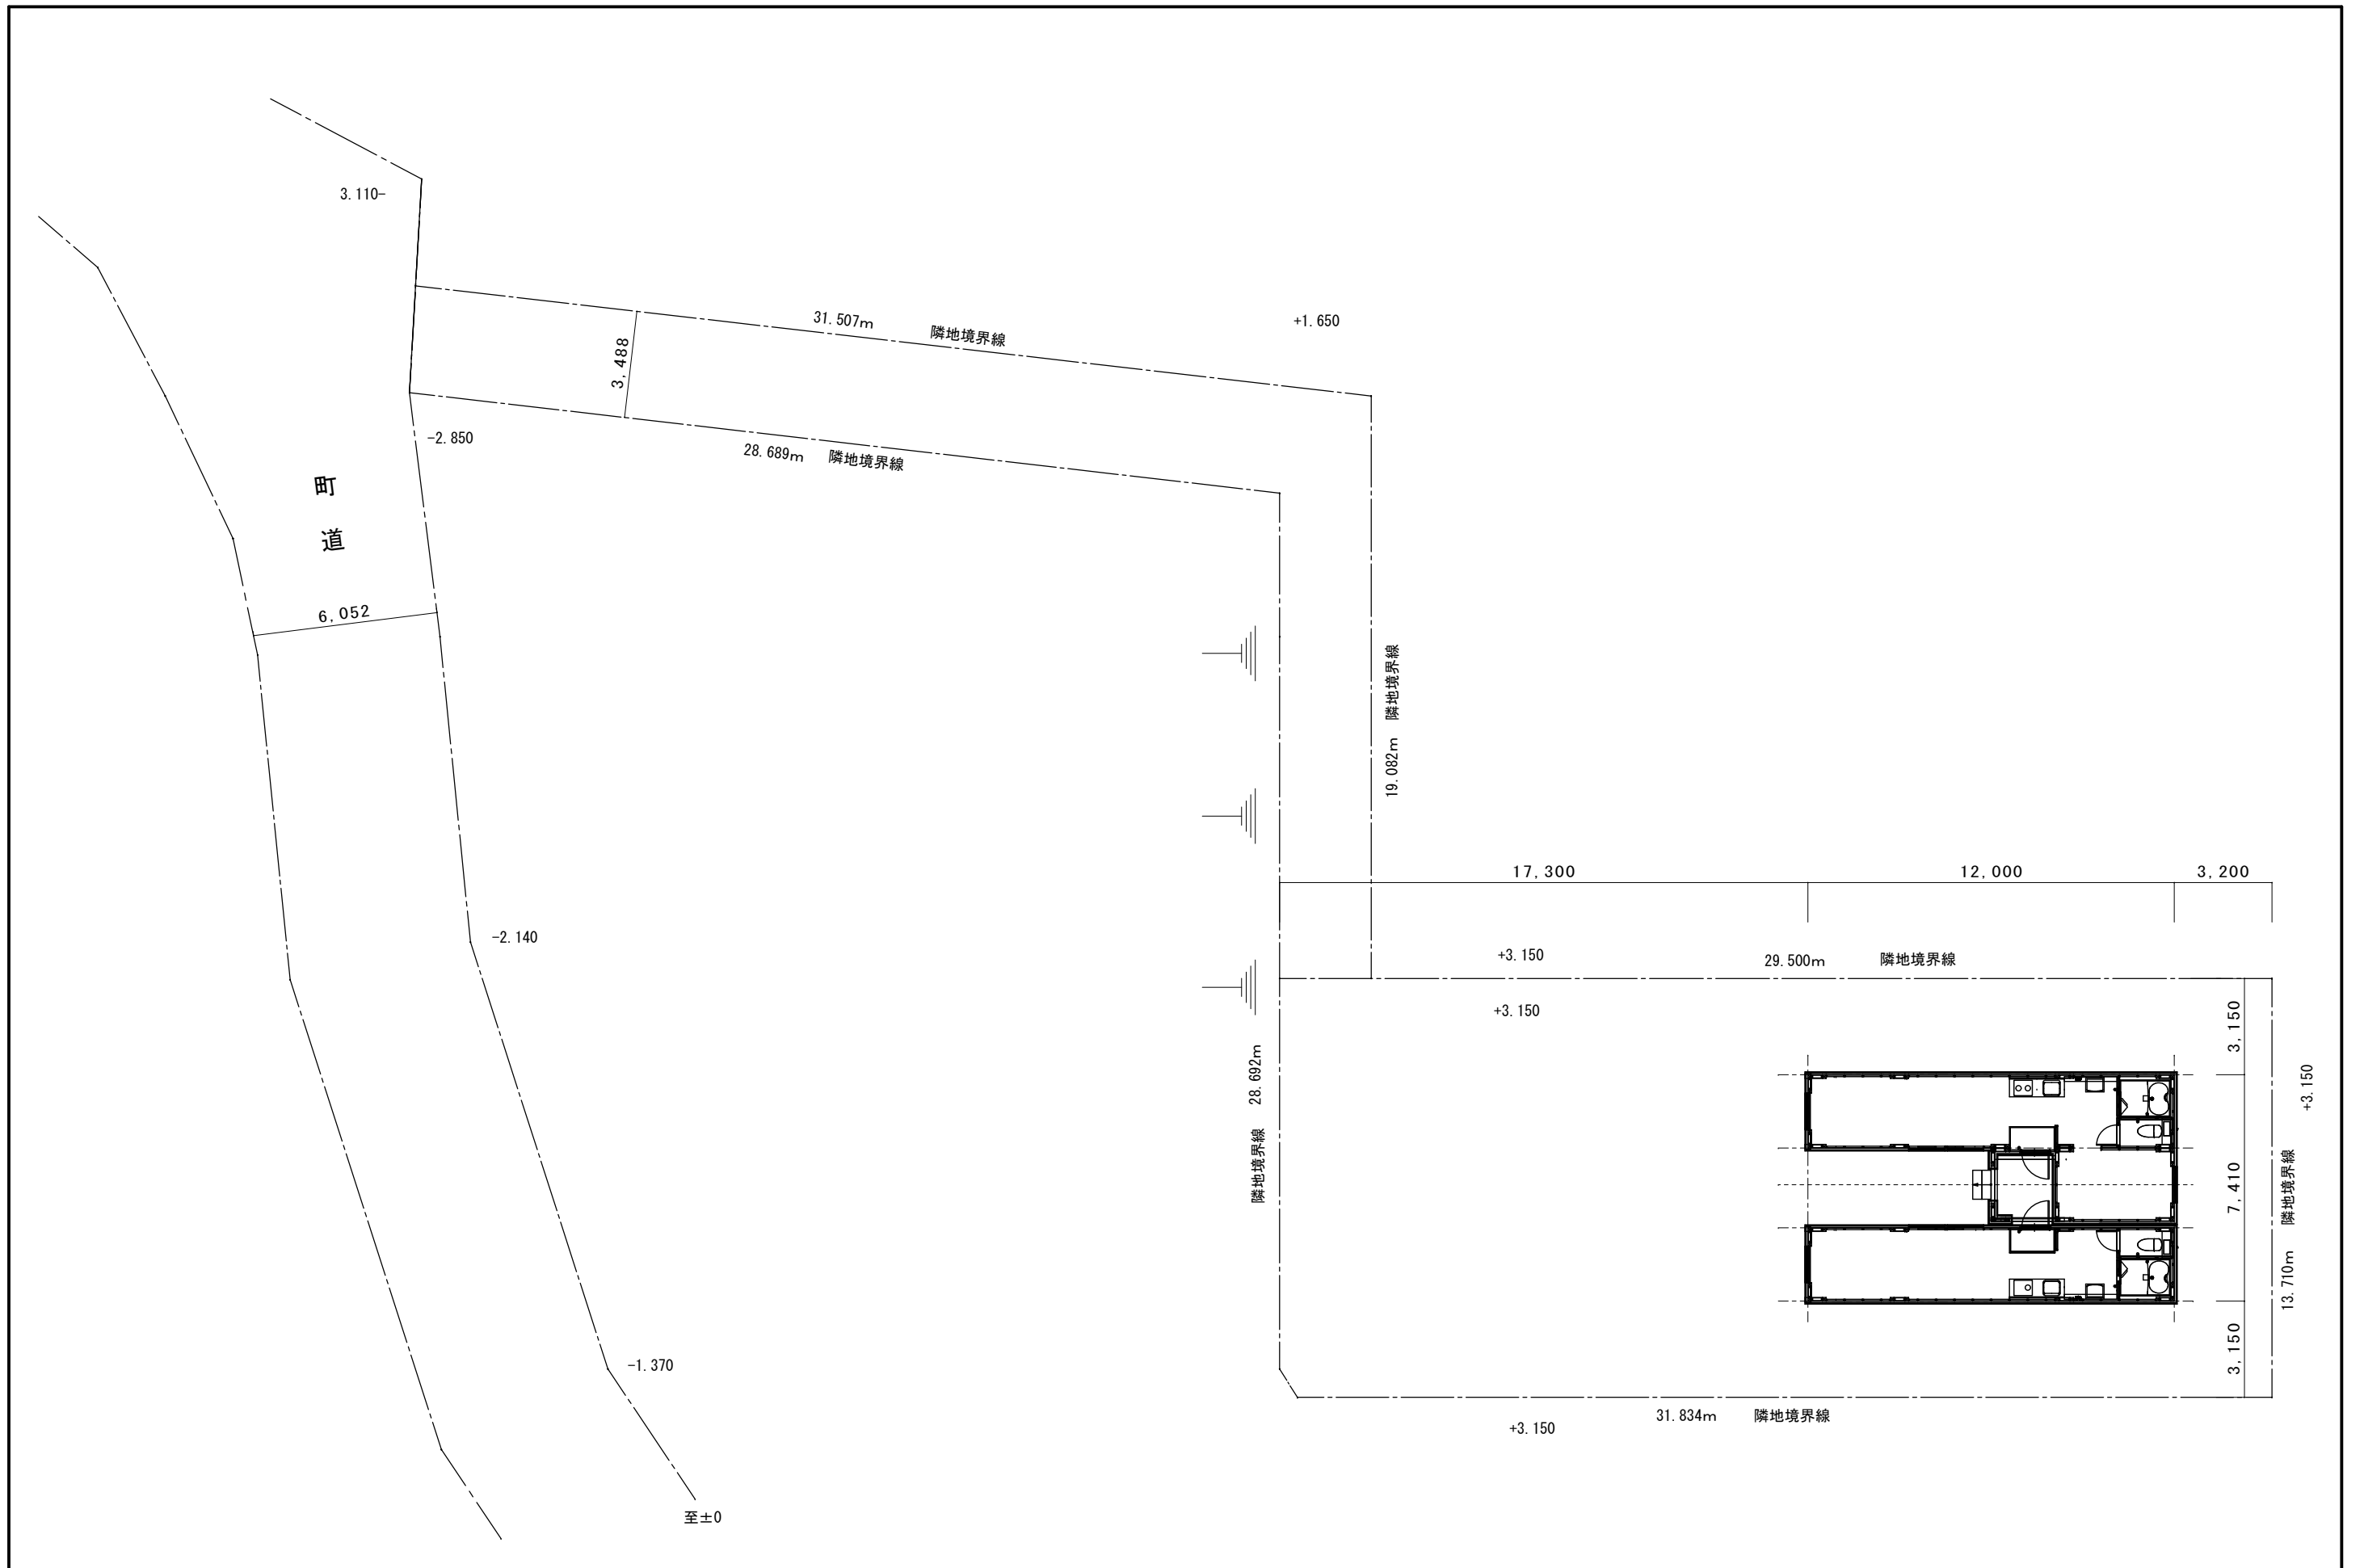 3.110-
31.507m 隣地境界線
+1.650
3,488
-2.850
28.689m 隣地境界線
町
道
6,052
19.082m 隣地境界線
17,300
12,000
3,200
-2.140
+3.150
29.500m 隣地境界線
+3.150
3,150
隣地境界線 28.692m
+3.150
7,410
13.710m 隣地境界線
3,150
-1.370
31.834m 隣地境界線
+3.150
至±0